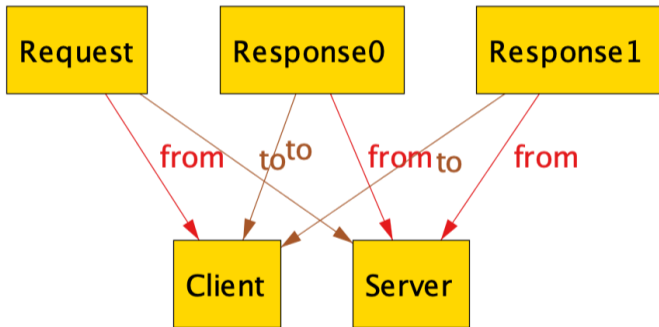 Request
Response0
Response1
from
to
to
from
to
from
Client
Server